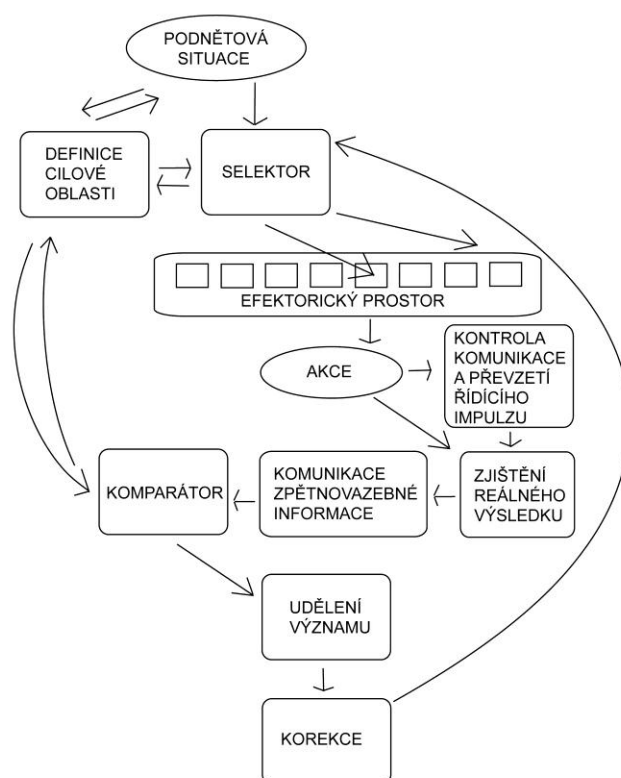 PODNĚTOVÁ
SITUACE
DEFINICE
CILOVÉ
OBLASTI
SELEKTOR
EFEKTORICKÝ PROSTOR
AKCE
KONTROLA
KOMUNIKACE
A PŘEVZETÍ
ŘÍDÍCÍHO
IMPULZU
KOMPARÁTOR
KOMUNIKACE
ZPĚTNOVAZEBNÉ
INFORMACE
ZJIŠTĚNÍ
REÁLNÉHO
VÝSLEDKU
UDĚLENÍ
VÝZNAMU
KOREKCE